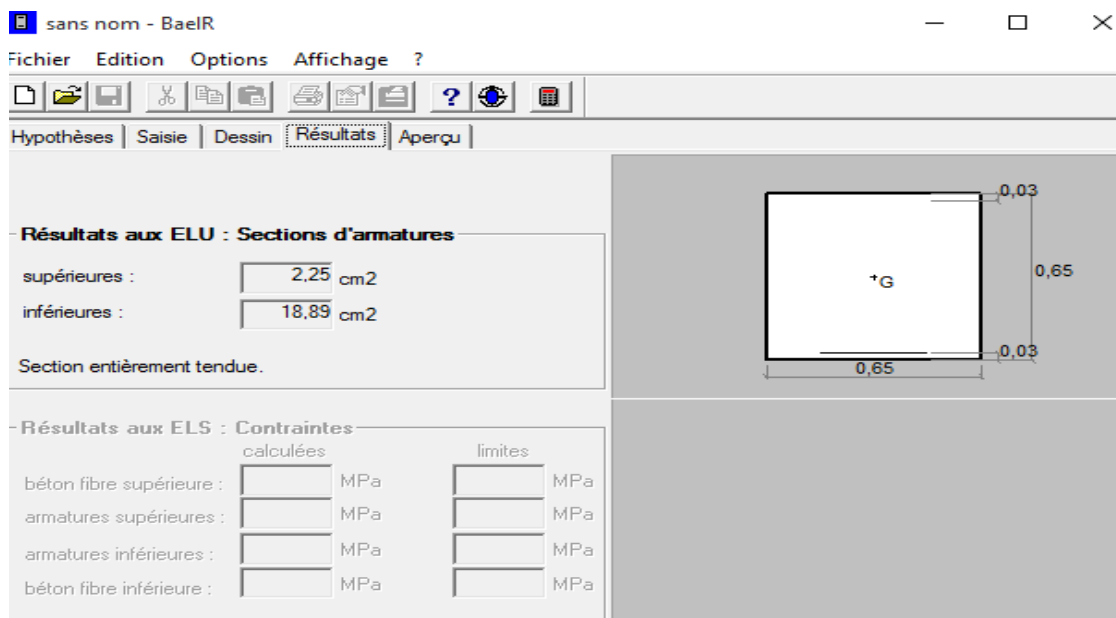 sans nom - BaelR
Fichier Edition Options Affichage ?
Hypothèses Saisie Dessin Résultats Aperçu
Résultats aux ELU : Sections d'armatures
supérieures : 2,25 cm2
inférieures : 18,89 cm2
Section entièrement tendue.
Résultats aux ELS : Contraintes
calculées limites
béton fibre supérieure : MPa MPa
armatures supérieures : MPa MPa
armatures inférieures : MPa MPa
béton fibre inférieure : MPa MPa
0,03
0,65
+G
0,03
0,65